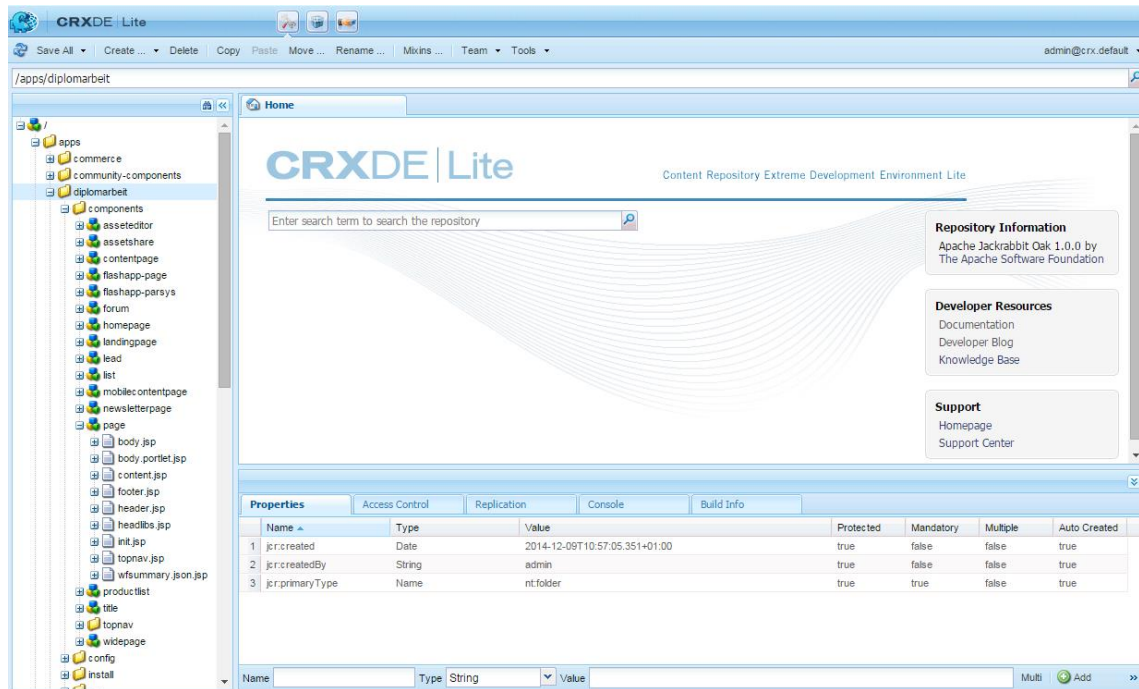 CRXDE Lite
Save All Create ... Delete Copy Paste Move ... Rename ... Mixins ... Team Tools admin@crx.default
/apps/diplomarbeit
/
apps
commerce
community-components
diplomarbeit
components
asseteditor
assetshare
contentpage
flashapp-page
flashapp-parsys
forum
homepage
landingpage
lead
list
mobilecontentpage
newsletterpage
page
body.jsp
body.portlet.jsp
content.jsp
footer.jsp
header.jsp
headlibs.jsp
init.jsp
topnav.jsp
wfsummary.json.jsp
productlist
title
topnav
widepage
config
install
Home
CRXDE Lite
Content Repository Extreme Development Environment Lite
Enter search term to search the repository
Repository Information
Apache Jackrabbit Oak 1.0.0 by
The Apache Software Foundation
Developer Resources
Documentation
Developer Blog
Knowledge Base
Support
Homepage
Support Center
Properties Access Control Replication Console Build Info
Name Type Value Protected Mandatory Multiple Auto Created
1 jcr:created Date 2014-12-09T10:57:05.351+01:00 true false false true
2 jcr:createdBy String admin true false false true
3 jcr:primaryType Name nt:folder true true false true
Name Type String Value Multi Add